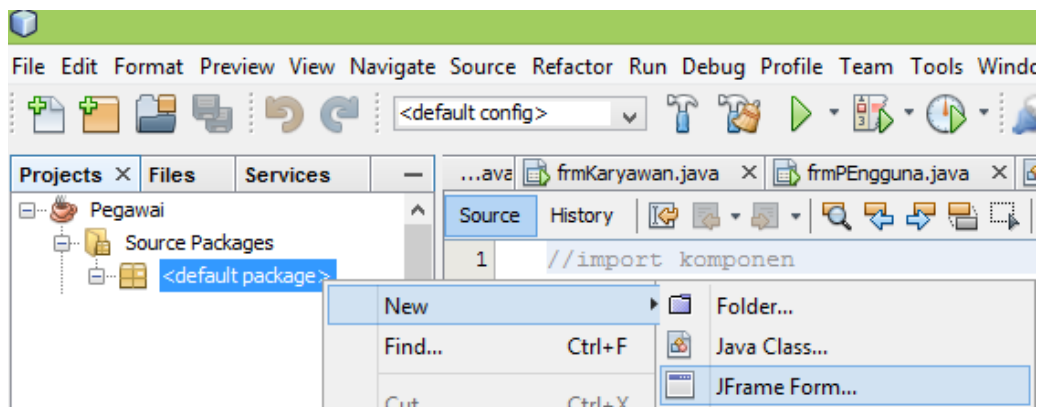 File Edit Format Preview View Navigate Source Refactor Run Debug Profile Team Tools
<default config>
Projects Files Services
...ava frmKaryawan.java frmPEngguna.java
Pegawai
Source History
Source Packages
1 //import komponen
<default package>
New
Folder...
Find... Ctrl+F
Java Class...
JFrame Form...
Cut Ctrl+X